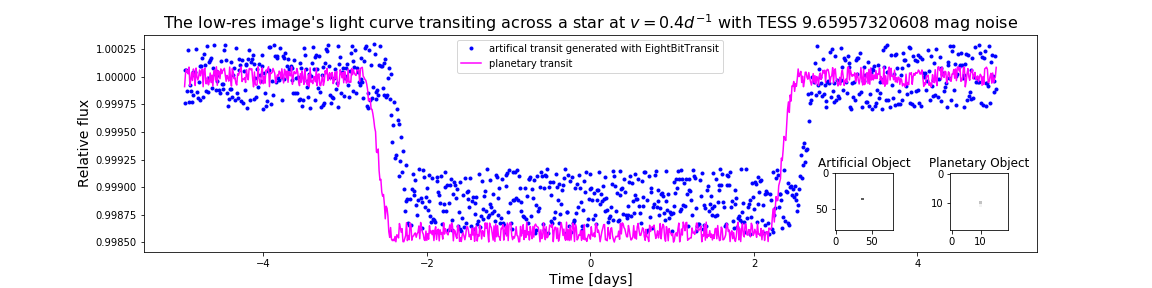 The low-res image's light curve transiting across a star at v = 0.4d⁻¹ with TESS 9.65957320608 mag noise
artifical transit generated with EightBitTransit
planetary transit
Relative flux
1.00025
1.00000
0.99975
0.99950
0.99925
0.99900
0.99875
0.99850
Artificial Object
0
50
0 50
Planetary Object
0
10
0 10
−4 −2 0 2 4
Time [days]